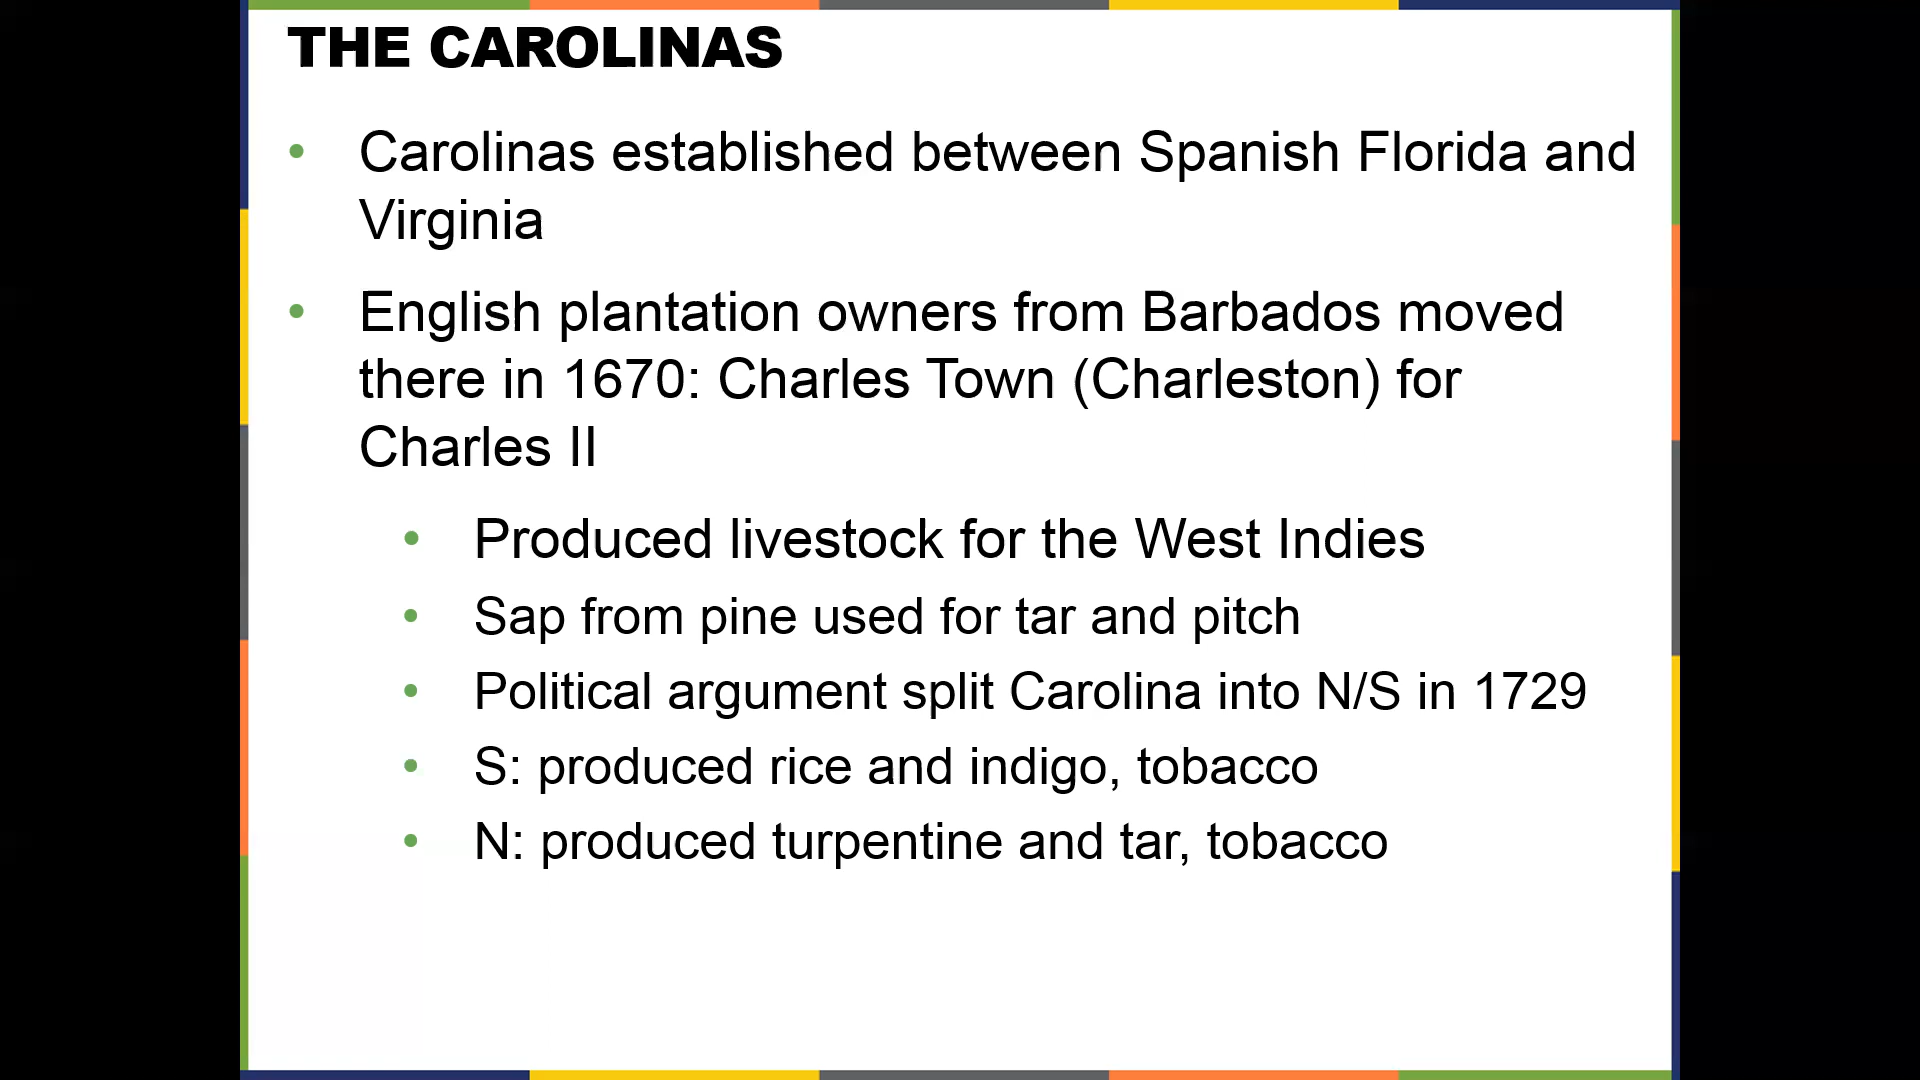 THE CAROLINAS
• Carolinas established between Spanish Florida and
Virginia
• English plantation owners from Barbados moved
there in 1670: Charles Town (Charleston) for
Charles II
• Produced livestock for the West Indies
• Sap from pine used for tar and pitch
• Political argument split Carolina into N/S in 1729
• S: produced rice and indigo, tobacco
• N: produced turpentine and tar, tobacco